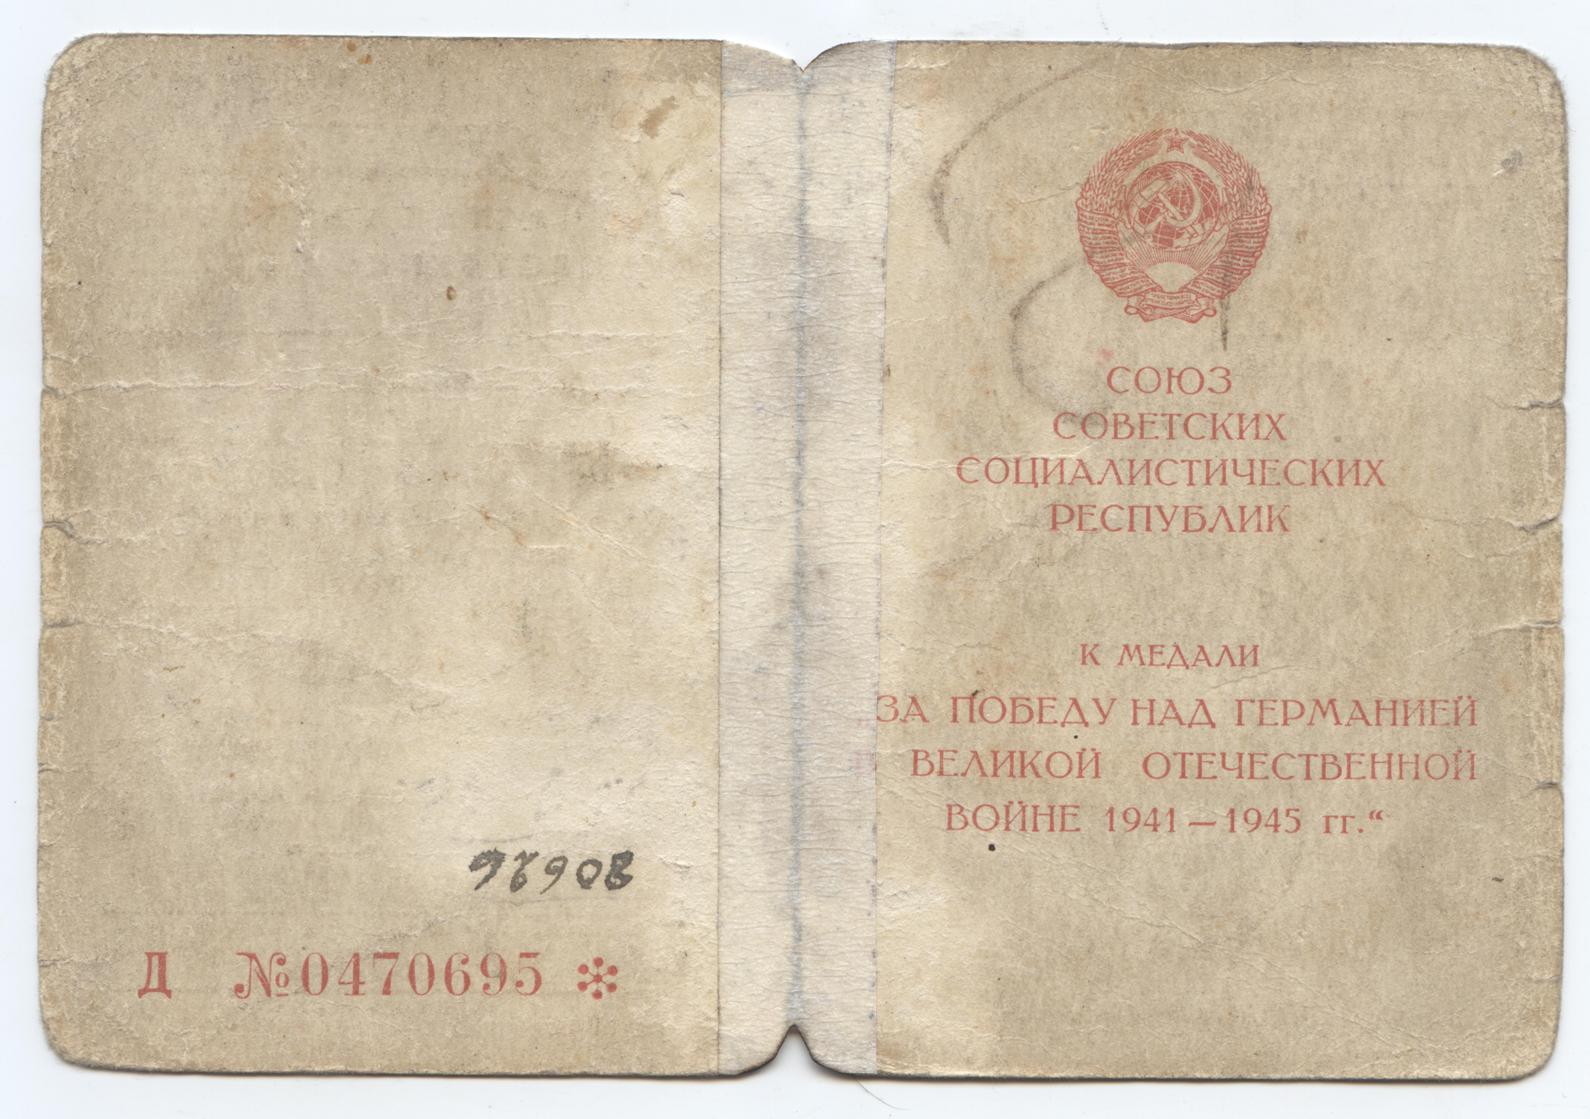 Д №0470695
СОЮЗ
СОВЕТСКИХ
СОЦИАЛИСТИЧЕСКИХ
РЕСПУБЛИК
К МЕДАЛИ
ЗА ПОБЕДУ НАД ГЕРМАНИЕЙ
ВЕЛИКОЙ ОТЕЧЕСТВЕННОЙ
ВОЙНЕ 1941—1945 гг.“